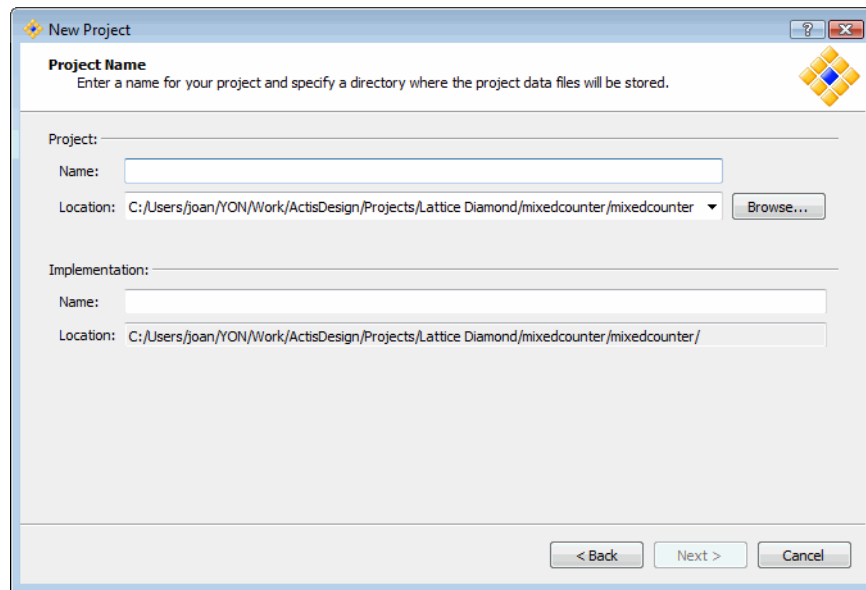 New Project
Project Name
Enter a name for your project and specify a directory where the project data files will be stored.
Project:
Name:
Location: C:/Users/joan/YON/Work/ActisDesign/Projects/Lattice Diamond/mixedcounter/mixedcounter Browse...
Implementation:
Name:
Location: C:/Users/joan/YON/Work/ActisDesign/Projects/Lattice Diamond/mixedcounter/mixedcounter/
< Back Next > Cancel